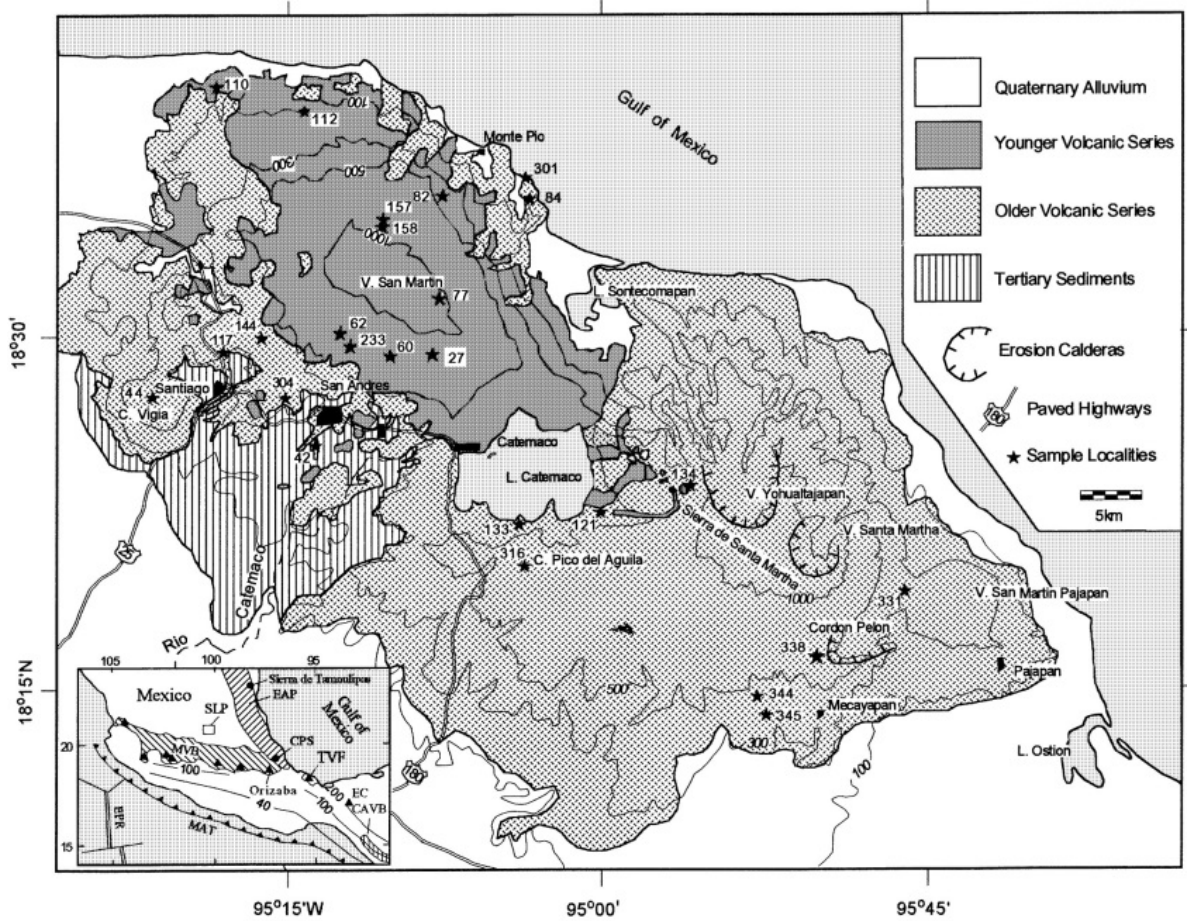 110
112
100
300
500
Monte Pio
301
84
82
157
158
1000
V. San Martin
77
62
233
60
27
144
117
Santiago
44
C. Vigia
304
San Andres
42
Catemaco
L. Catemaco
L. Sontecomapan
Gulf of Mexico
134
133
121
316
C. Pico del Aguila
Sierra de Santa Martha
V. Yohualtajapan
V. Santa Martha
1000
33
V. San Martin Pajapan
Cordon Pelon
338
Pajapan
500
344
345
Mecayapan
300
100
L. Ostion
Rio Catemaco
180
Quaternary Alluvium
Younger Volcanic Series
Older Volcanic Series
Tertiary Sediments
Erosion Calderas
Paved Highways
Sample Localities
5km
18°30'
18°15'N
95°15'W
95°00'
95°45'
105
100
95
20
15
Mexico
Sierra de Tamaulipas
EAP
SLP
Gulf of Mexico
MVB
CPS
TVF
Orizaba
100
40
100
200
EC
CAVB
EPR
MAT